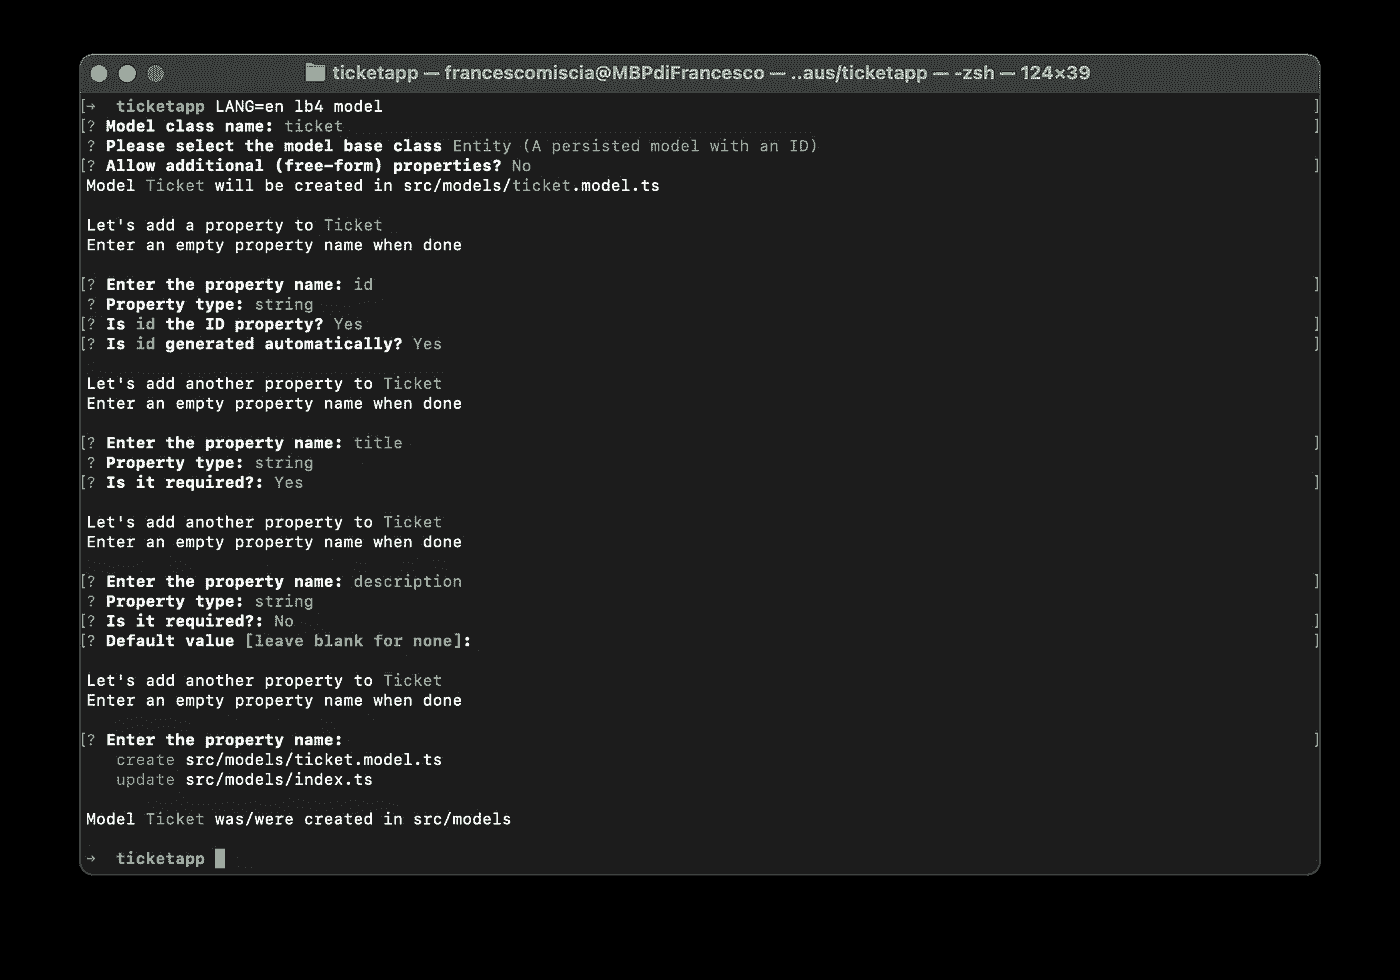 ticketapp — francescomiscia@MBPdiFrancesco — ..aus/ticketapp — -zsh — 124×39
[→  ticketapp LANG=en lb4 model ]
[? Model class name: ticket ]
? Please select the model base class Entity (A persisted model with an ID)
[? Allow additional (free-form) properties? No ]
Model Ticket will be created in src/models/ticket.model.ts
Let's add a property to Ticket
Enter an empty property name when done
[? Enter the property name: id ]
? Property type: string
[? Is id the ID property? Yes ]
[? Is id generated automatically? Yes ]
Let's add another property to Ticket
Enter an empty property name when done
[? Enter the property name: title ]
? Property type: string
[? Is it required?: Yes ]
Let's add another property to Ticket
Enter an empty property name when done
[? Enter the property name: description ]
? Property type: string
[? Is it required?: No ]
[? Default value [leave blank for none]: ]
Let's add another property to Ticket
Enter an empty property name when done
[? Enter the property name: ]
create src/models/ticket.model.ts
update src/models/index.ts
Model Ticket was/were created in src/models
→  ticketapp